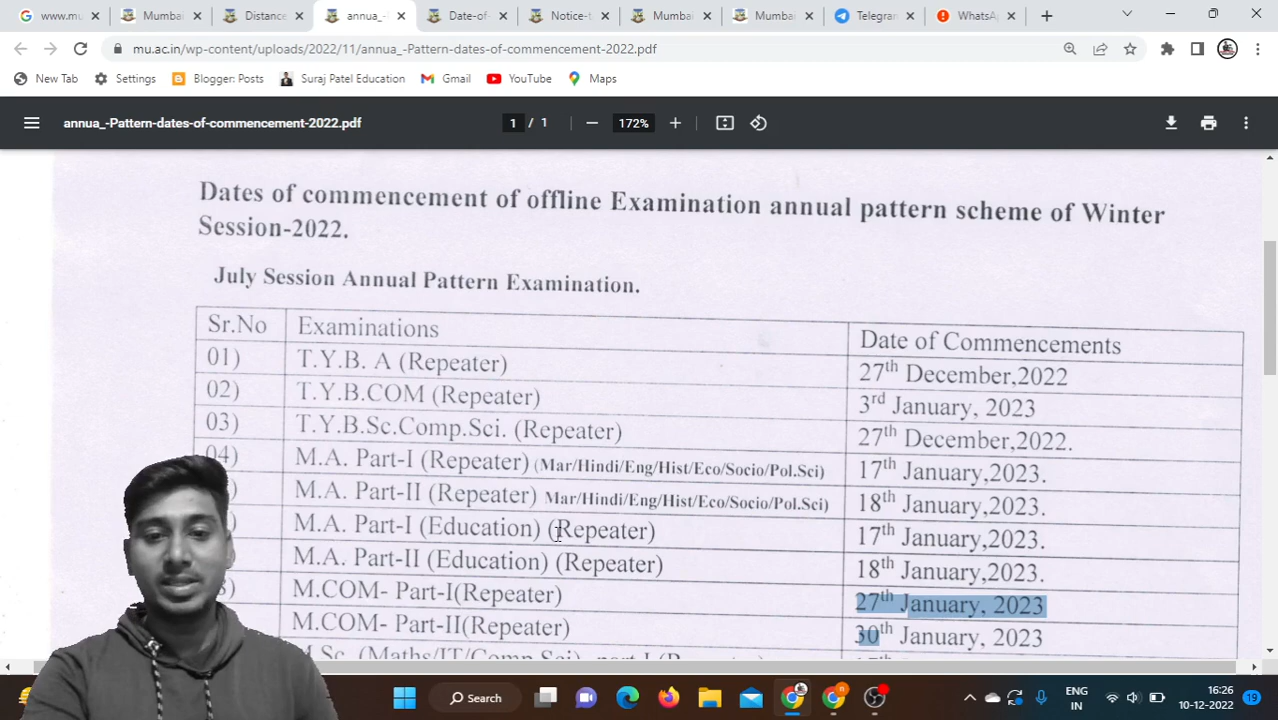 www.mu
Mumbai
Distance
annua_-
Date-of-
Notice-t
Mumbai
Mumbai
Telegran
WhatsA
mu.ac.in/wp-content/uploads/2022/11/annua_-Pattern-dates-of-commencement-2022.pdf
New Tab
Settings
Blogger: Posts
Suraj Patel Education
Gmail
YouTube
Maps
annua_-Pattern-dates-of-commencement-2022.pdf
1 / 1
172%
Dates of commencement of offline Examination annual pattern scheme of Winter
Session-2022.
July Session Annual Pattern Examination.
Sr.No Examinations Date of Commencements
01) T.Y.B. A (Repeater) 27th December,2022
02) T.Y.B.COM (Repeater) 3rd January, 2023
03) T.Y.B.Sc.Comp.Sci. (Repeater) 27th December,2022.
04) M.A. Part-I (Repeater) (Mar/Hindi/Eng/Hist/Eco/Socio/Pol.Sci) 17th January,2023.
M.A. Part-II (Repeater) Mar/Hindi/Eng/Hist/Eco/Socio/Pol.Sci) 18th January,2023.
M.A. Part-I (Education) (Repeater) 17th January,2023.
M.A. Part-II (Education) (Repeater) 18th January,2023.
M.COM- Part-I(Repeater) 27th January, 2023
M.COM- Part-II(Repeater) 30th January, 2023
M.Sc. (Maths/IT/Comp.Sci)
Search
ENG
IN
16:26
10-12-2022
19